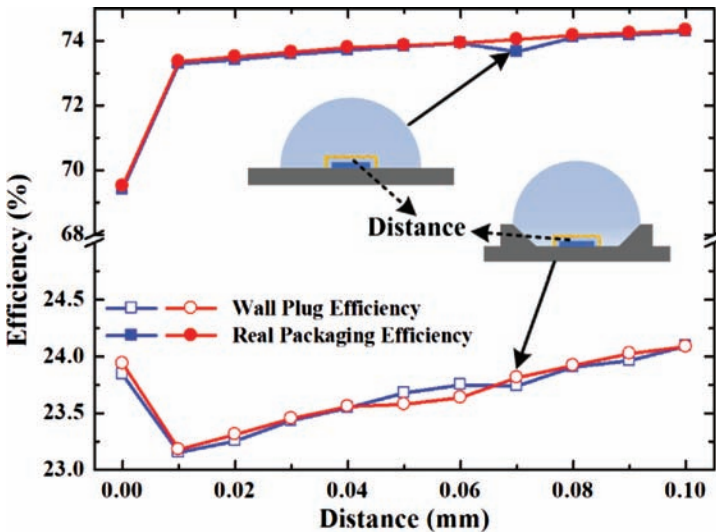 74
72
70
68
Distance
Efficiency (%)
24.5
Wall Plug Efficiency
Real Packaging Efficiency
24.0
23.5
23.0
0.00 0.02 0.04 0.06 0.08 0.10
Distance (mm)